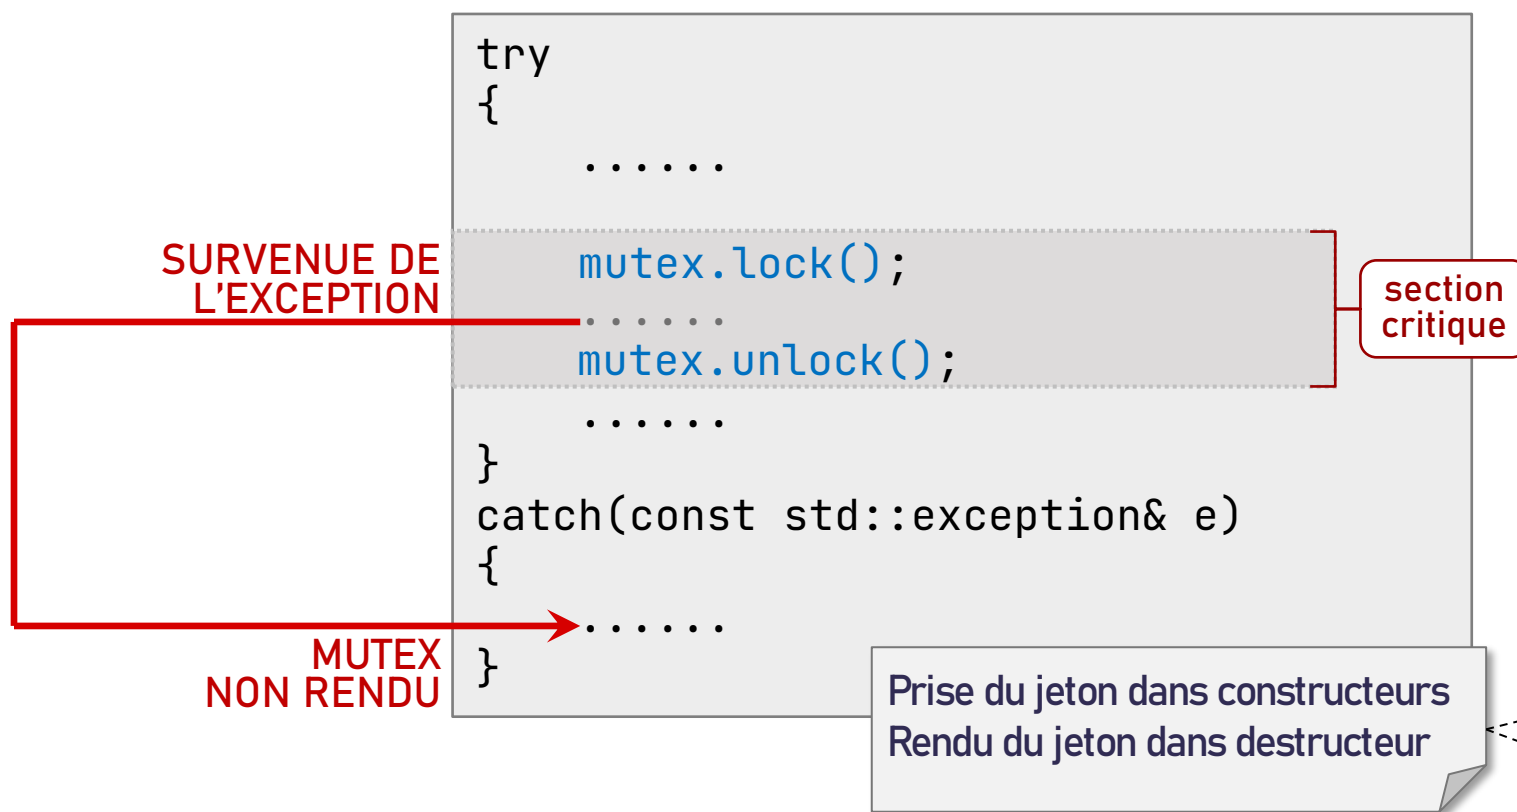 try
{
......
SURVENUE DE
L'EXCEPTION
mutex.lock();
......
mutex.unlock();
section
critique
......
}
catch(const std::exception& e)
{
......
}
MUTEX
NON RENDU
Prise du jeton dans constructeurs
Rendu du jeton dans destructeur